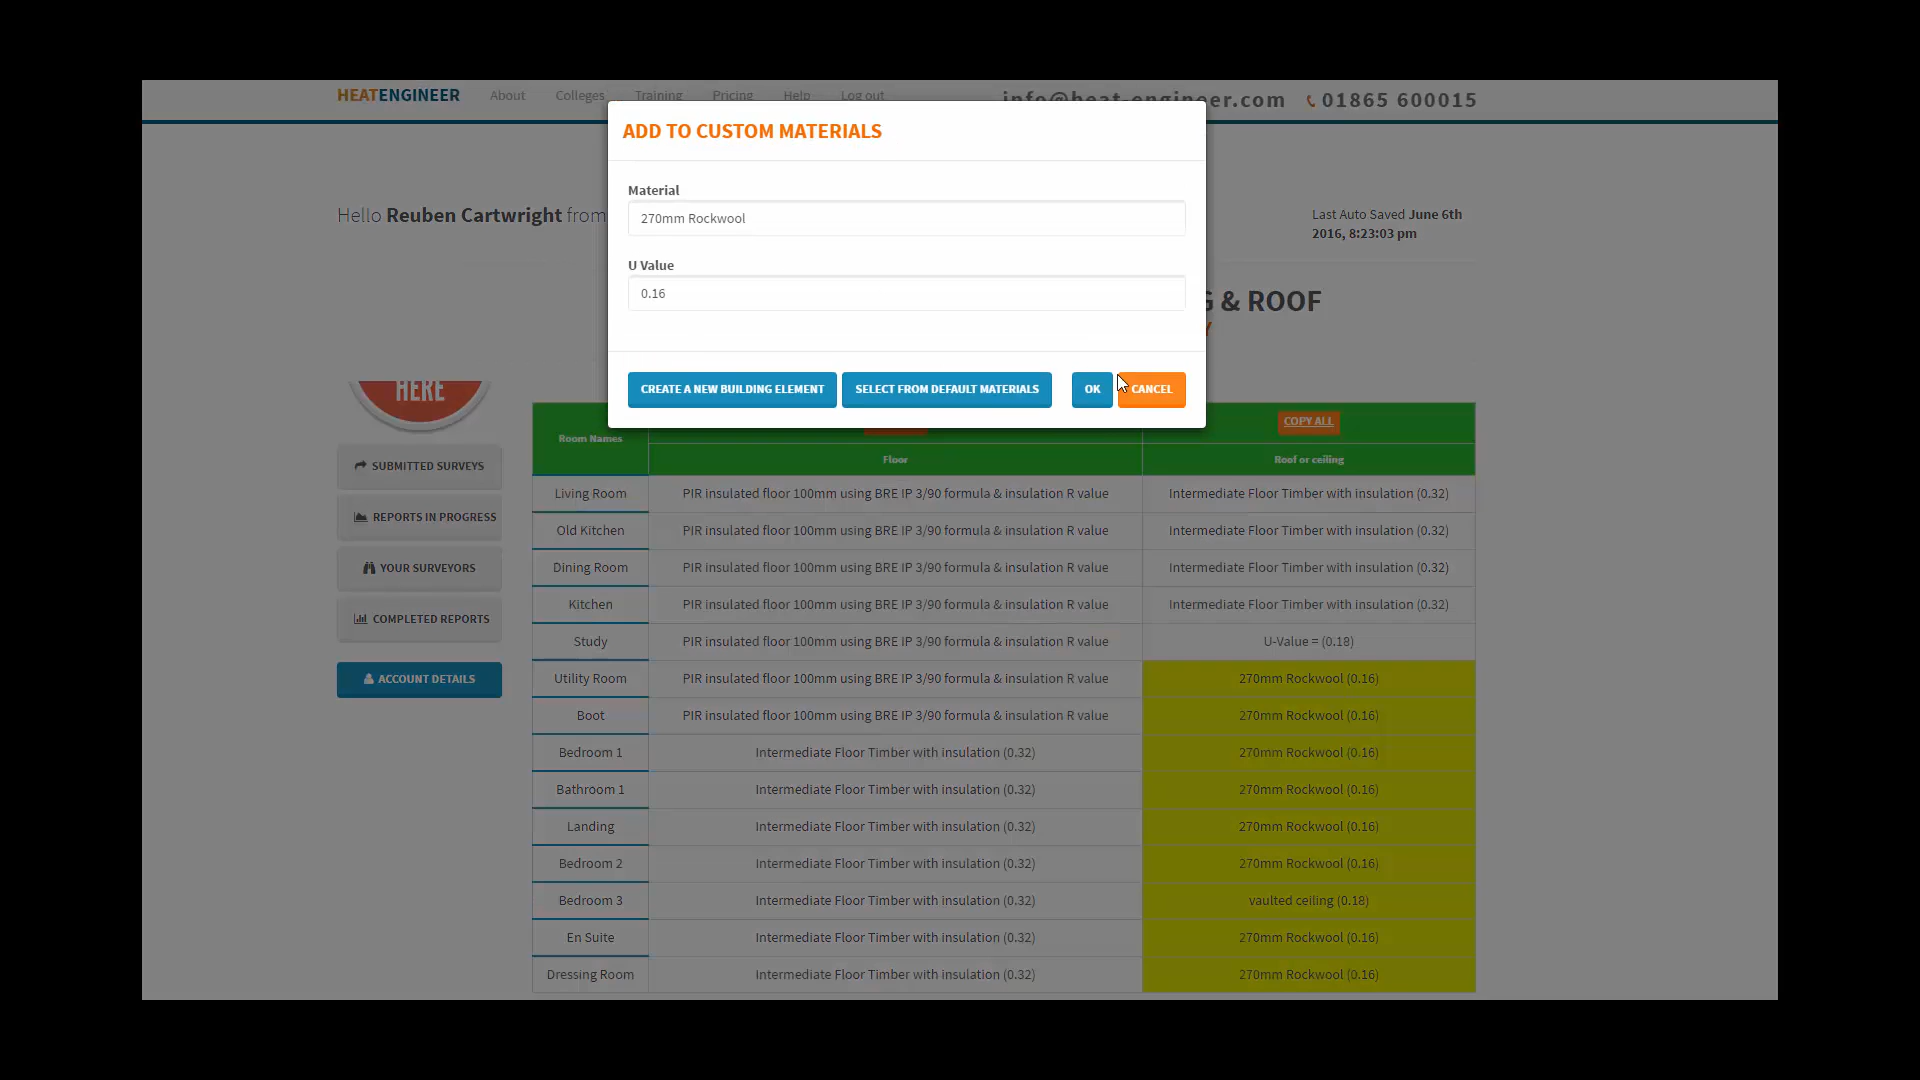 HEATENGINEER About Colleges Training Pricing Help Log out info@heat-engineer.com 01865 600015
ADD TO CUSTOM MATERIALS
Material
270mm Rockwool
Hello Reuben Cartwright from
Last Auto Saved June 6th
2016, 8:23:03 pm
U Value
0.16
& ROOF
CREATE A NEW BUILDING ELEMENT SELECT FROM DEFAULT MATERIALS OK CANCEL
HERE
SUBMITTED SURVEYS
REPORTS IN PROGRESS
YOUR SURVEYORS
COMPLETED REPORTS
ACCOUNT DETAILS
COPY ALL
Room Names
Floor Roof or ceiling
Living Room PIR insulated floor 100mm using BRE IP 3/90 formula & insulation R value Intermediate Floor Timber with insulation (0.32)
Old Kitchen PIR insulated floor 100mm using BRE IP 3/90 formula & insulation R value Intermediate Floor Timber with insulation (0.32)
Dining Room PIR insulated floor 100mm using BRE IP 3/90 formula & insulation R value Intermediate Floor Timber with insulation (0.32)
Kitchen PIR insulated floor 100mm using BRE IP 3/90 formula & insulation R value Intermediate Floor Timber with insulation (0.32)
Study PIR insulated floor 100mm using BRE IP 3/90 formula & insulation R value U-Value = (0.18)
Utility Room PIR insulated floor 100mm using BRE IP 3/90 formula & insulation R value 270mm Rockwool (0.16)
Boot PIR insulated floor 100mm using BRE IP 3/90 formula & insulation R value 270mm Rockwool (0.16)
Bedroom 1 Intermediate Floor Timber with insulation (0.32) 270mm Rockwool (0.16)
Bathroom 1 Intermediate Floor Timber with insulation (0.32) 270mm Rockwool (0.16)
Landing Intermediate Floor Timber with insulation (0.32) 270mm Rockwool (0.16)
Bedroom 2 Intermediate Floor Timber with insulation (0.32) 270mm Rockwool (0.16)
Bedroom 3 Intermediate Floor Timber with insulation (0.32) vaulted ceiling (0.18)
En Suite Intermediate Floor Timber with insulation (0.32) 270mm Rockwool (0.16)
Dressing Room Intermediate Floor Timber with insulation (0.32) 270mm Rockwool (0.16)